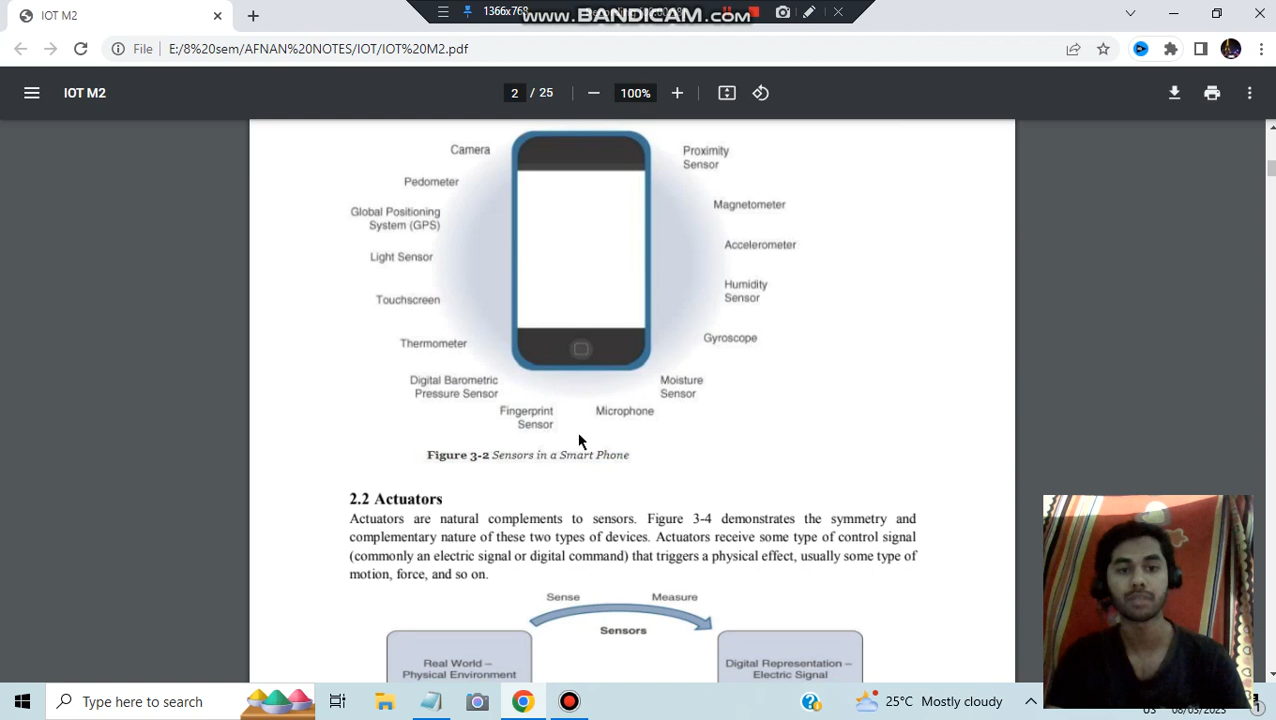 IOT M2
1366x768
www.BANDICAM.com
File
E:/8%20sem/AFNAN%20NOTES/IOT/IOT%20M2.pdf
IOT M2
2 / 25
100%
Camera
Proximity
Sensor
Pedometer
Magnetometer
Global Positioning
System (GPS)
Accelerometer
Light Sensor
Humidity
Sensor
Touchscreen
Gyroscope
Thermometer
Digital Barometric
Pressure Sensor
Moisture
Sensor
Fingerprint
Sensor
Microphone
Figure 3-2 Sensors in a Smart Phone
2.2 Actuators
Actuators are natural complements to sensors. Figure 3-4 demonstrates the symmetry and
complementary nature of these two types of devices. Actuators receive some type of control signal
(commonly an electric signal or digital command) that triggers a physical effect, usually some type of
motion, force, and so on.
Sense
Measure
Sensors
Real World –
Physical Environment
Digital Representation –
Electric Signal
Type here to search
25°C Mostly cloudy